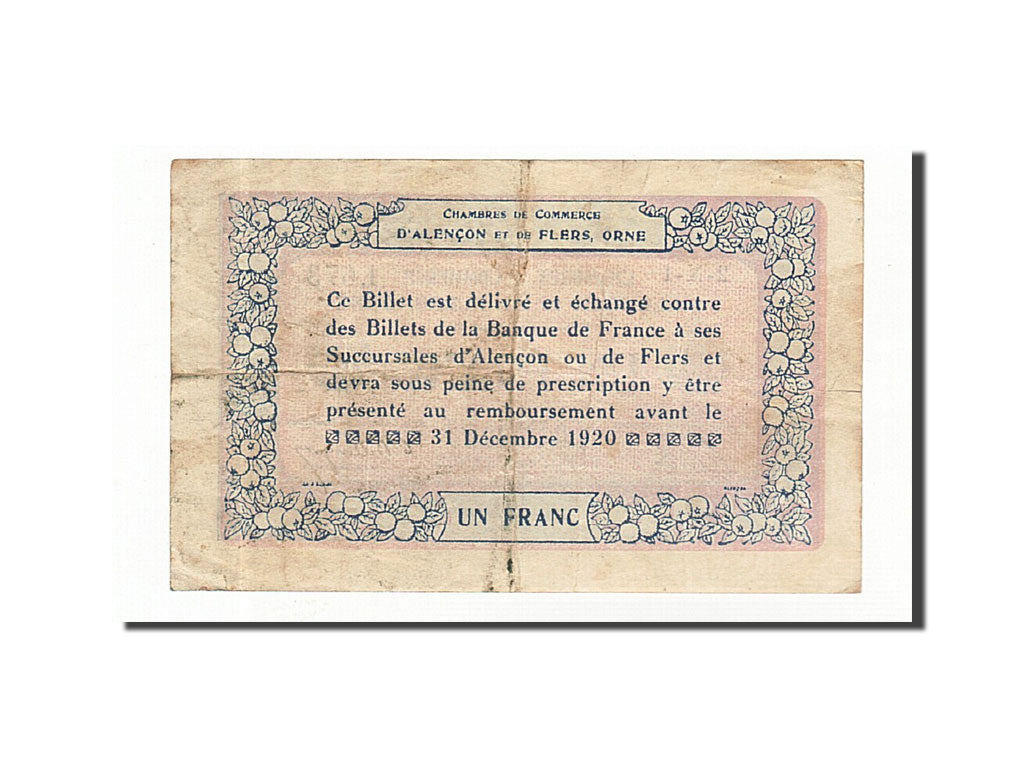 CHAMBRES DE COMMERCE
D'ALENÇON ET DE FLERS, ORNE
Ce Billet est délivré et échangé contre
des Billets de la Banque de France à ses
Succursales d'Alençon ou de Flers et
devra sous peine de prescription y être
présenté au remboursement avant le
31 Décembre 1920
UN FRANC